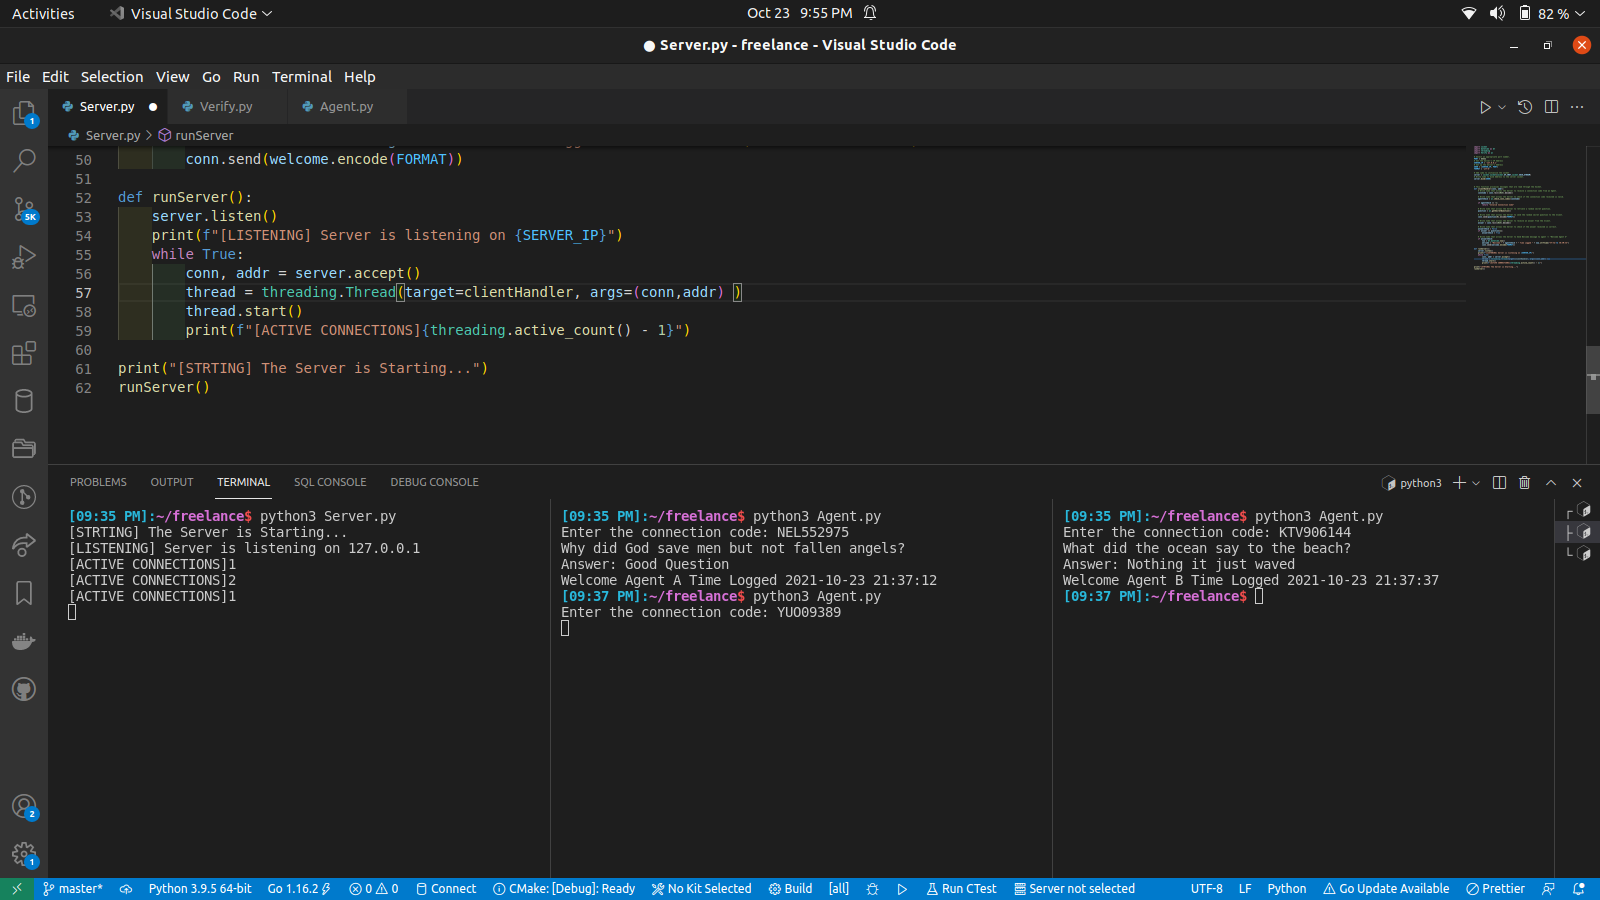 Activities Visual Studio Code Oct 23 9:55 PM 82 %
● Server.py - freelance - Visual Studio Code
File Edit Selection View Go Run Terminal Help
Server.py Verify.py Agent.py
1
Server.py > runServer
50 conn.send(welcome.encode(FORMAT))
51
52 def runServer():
53 server.listen()
5K
54 print(f"[LISTENING] Server is listening on {SERVER_IP}")
55 while True:
56 conn, addr = server.accept()
57 thread = threading.Thread(target=clientHandler, args=(conn,addr) )
58 thread.start()
59 print(f"[ACTIVE CONNECTIONS]{threading.active_count() - 1}")
60
61 print("[STRTING] The Server is Starting...")
62 runServer()
PROBLEMS OUTPUT TERMINAL SQL CONSOLE DEBUG CONSOLE python3
[09:35 PM]:~/freelance$ python3 Server.py
[STRTING] The Server is Starting...
[LISTENING] Server is listening on 127.0.0.1
[ACTIVE CONNECTIONS]1
[ACTIVE CONNECTIONS]2
[ACTIVE CONNECTIONS]1
[09:35 PM]:~/freelance$ python3 Agent.py
Enter the connection code: NEL552975
Why did God save men but not fallen angels?
Answer: Good Question
Welcome Agent A Time Logged 2021-10-23 21:37:12
[09:37 PM]:~/freelance$ python3 Agent.py
Enter the connection code: YUO09389
[09:35 PM]:~/freelance$ python3 Agent.py
Enter the connection code: KTV906144
What did the ocean say to the beach?
Answer: Nothing it just waved
Welcome Agent B Time Logged 2021-10-23 21:37:37
[09:37 PM]:~/freelance$
2
1
master* Python 3.9.5 64-bit Go 1.16.2 0 0 Connect CMake: [Debug]: Ready No Kit Selected Build [all] Run CTest Server not selected UTF-8 LF Python Go Update Available Prettier